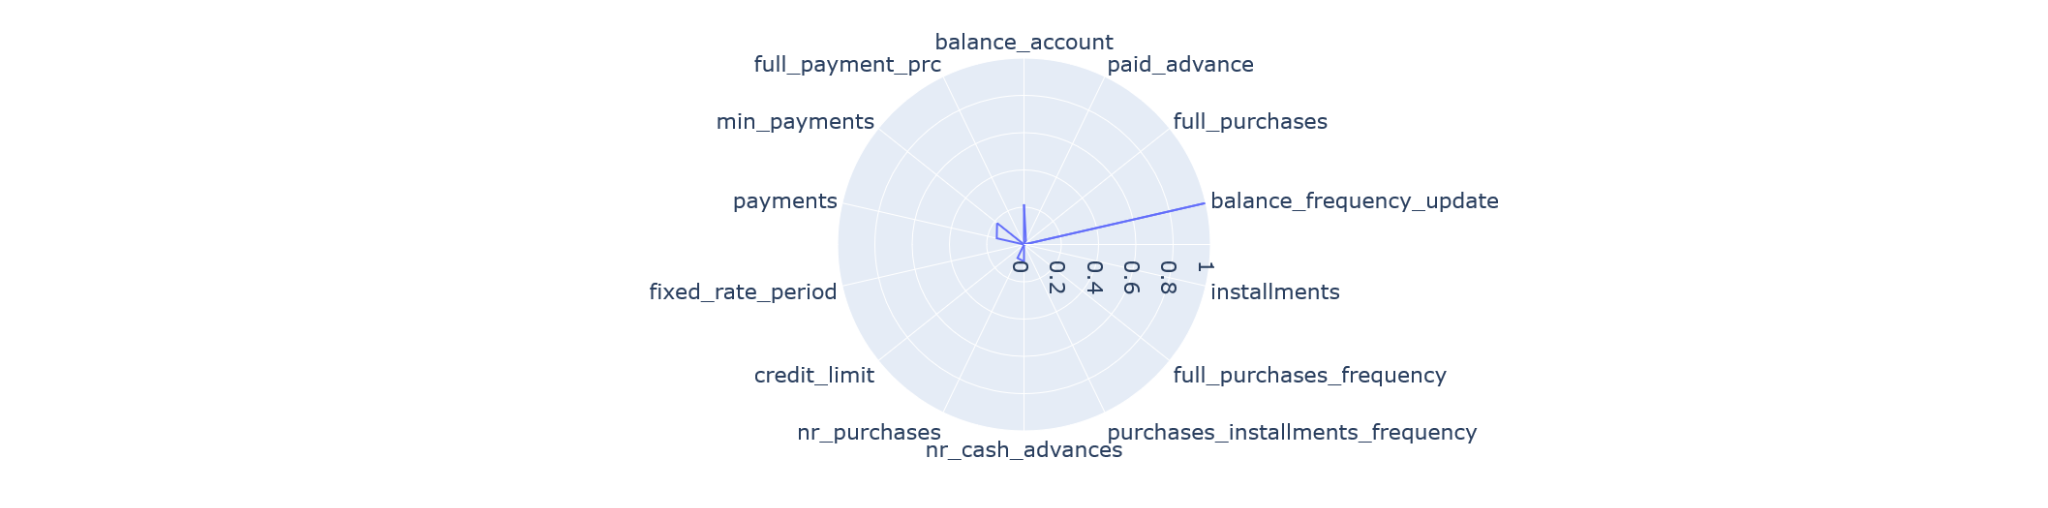 balance_account
full_payment_prc
paid_advance
min_payments
full_purchases
payments
balance_frequency_update
0
0.2
0.4
0.6
0.8
1
fixed_rate_period
installments
credit_limit
full_purchases_frequency
nr_purchases
purchases_installments_frequency
nr_cash_advances